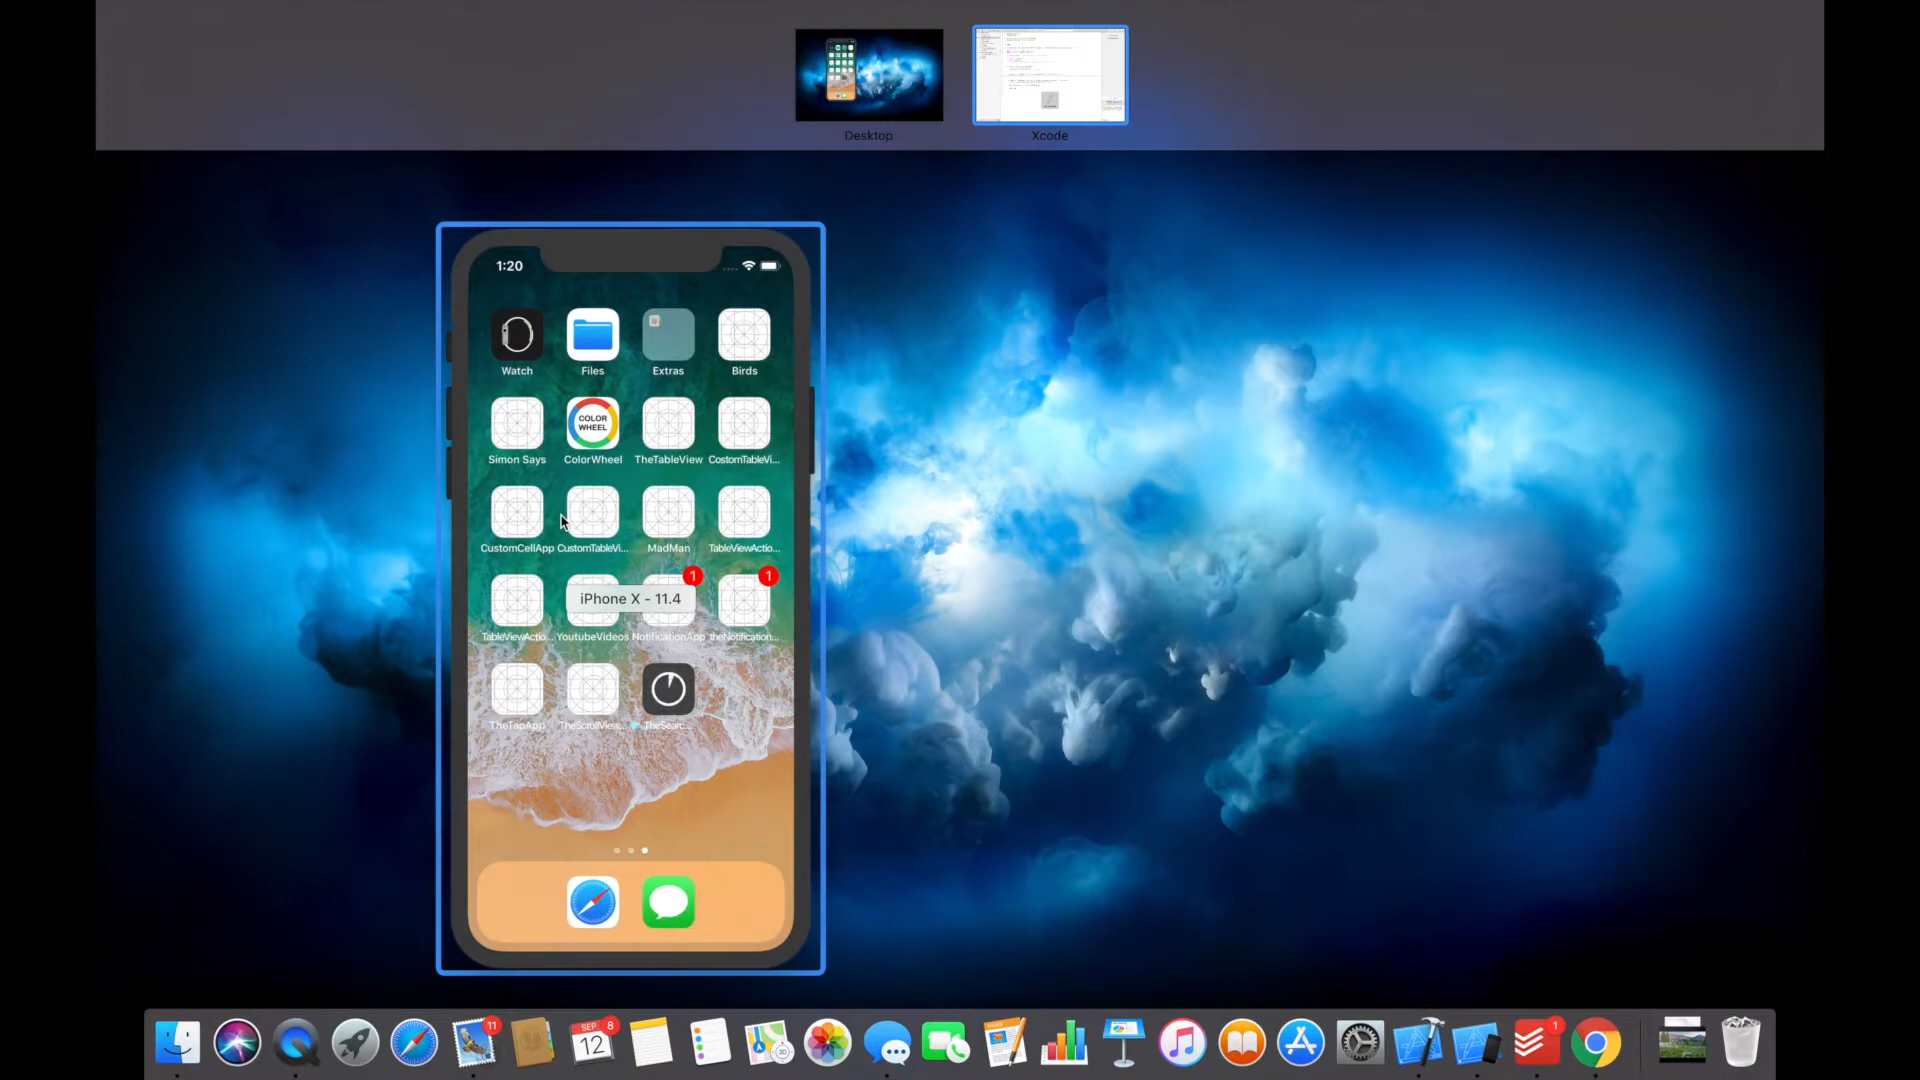 Desktop
Xcode
1:20
Watch
Files
Extras
Birds
COLOR
WHEEL
Simon Says
ColorWheel
TheTableView
CostomTableVi...
CustomCellApp
CustomTableVi...
MadMan
TableViewActio...
1
1
iPhone X - 11.4
TableViewActio...
YoutubeVideos
NotificationApp
theNotification...
TheTapApp
TheScrollView...
TheSearc...
11
SEP
8
12
1